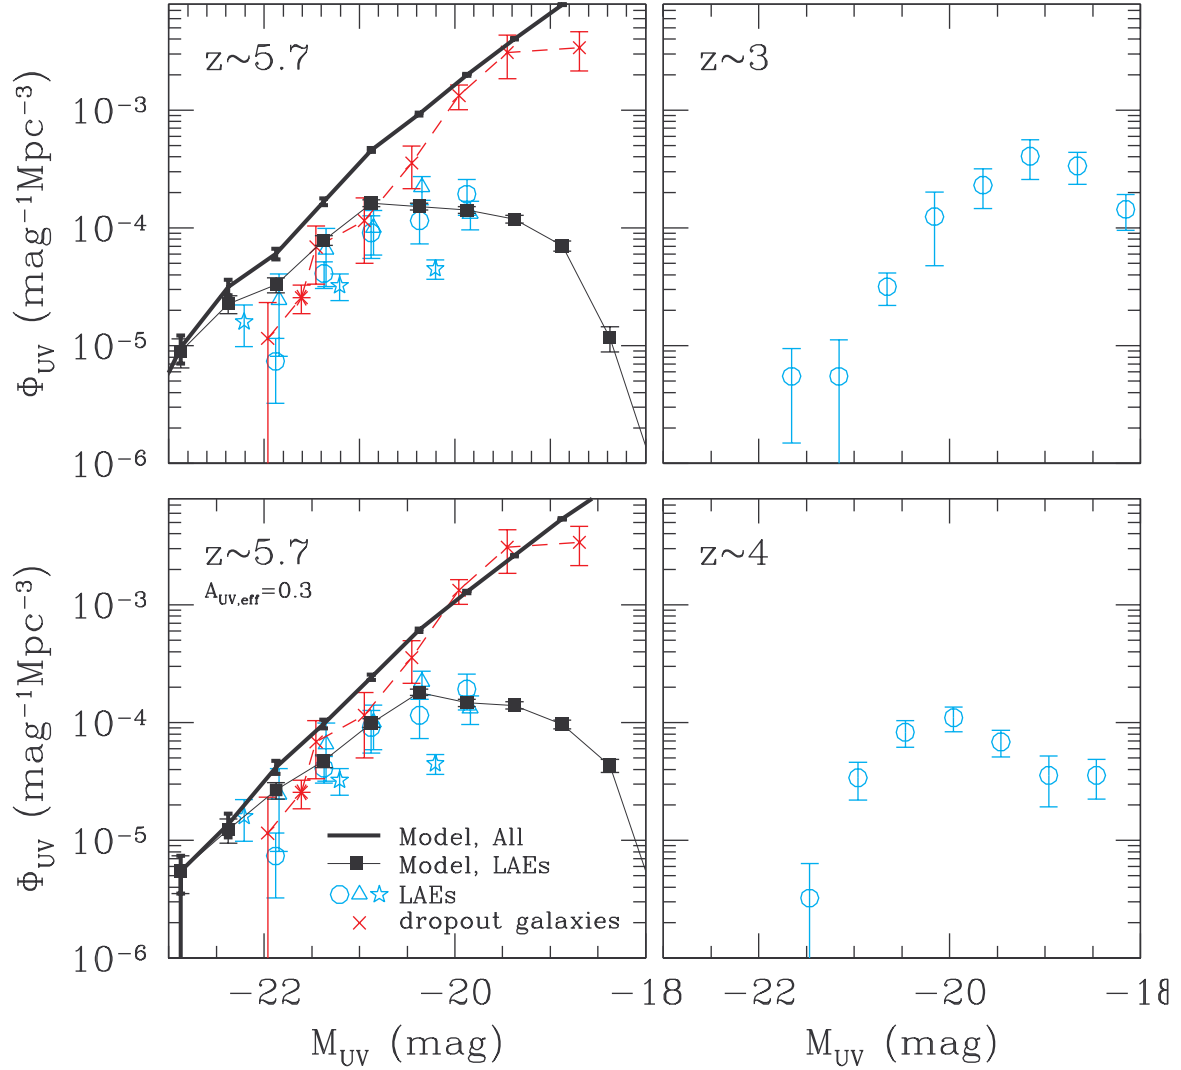 z~5.7
z~3
10⁻³
10⁻⁴
10⁻⁵
10⁻⁶
Φ_UV (mag⁻¹Mpc⁻³)
z~5.7
A_UV,eff=0.3
z~4
10⁻³
10⁻⁴
10⁻⁵
10⁻⁶
Φ_UV (mag⁻¹Mpc⁻³)
Model, All
Model, LAEs
LAEs
dropout galaxies
−22 −20 −18
−22 −20 −18
M_UV (mag)
M_UV (mag)